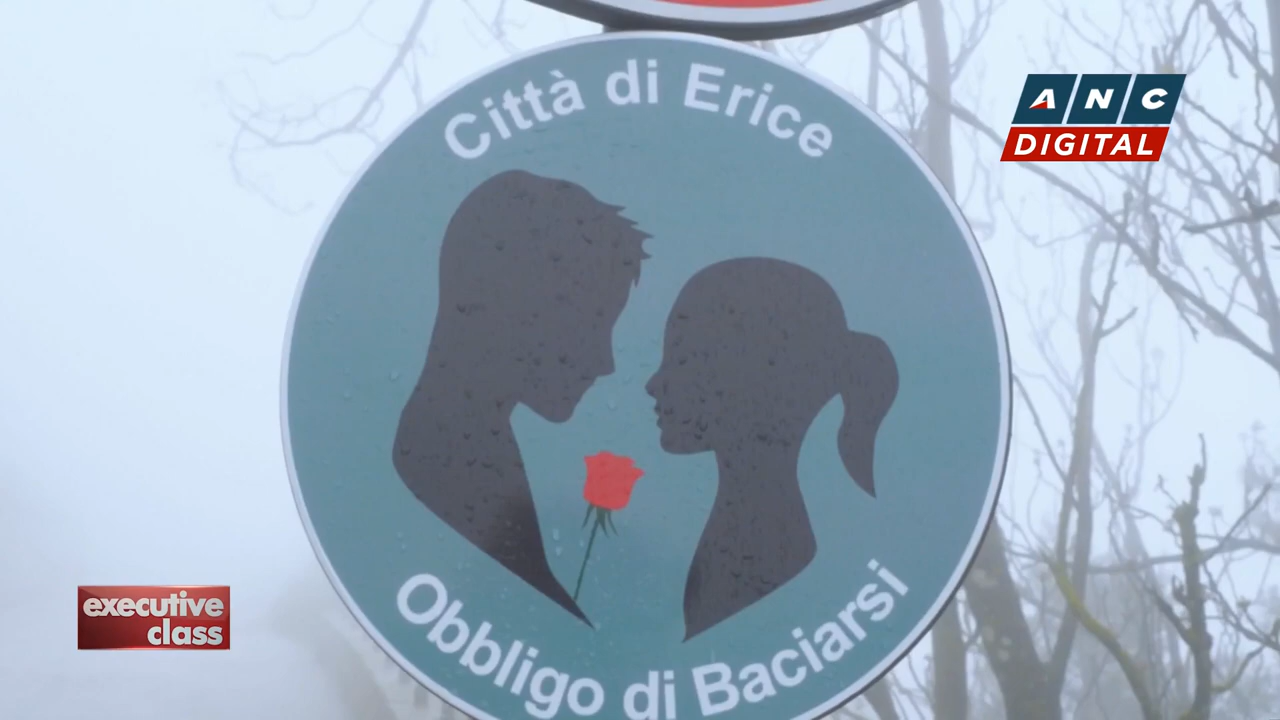 Città di Erice
ANC
DIGITAL
executive
class
Obbligo di Baciarsi